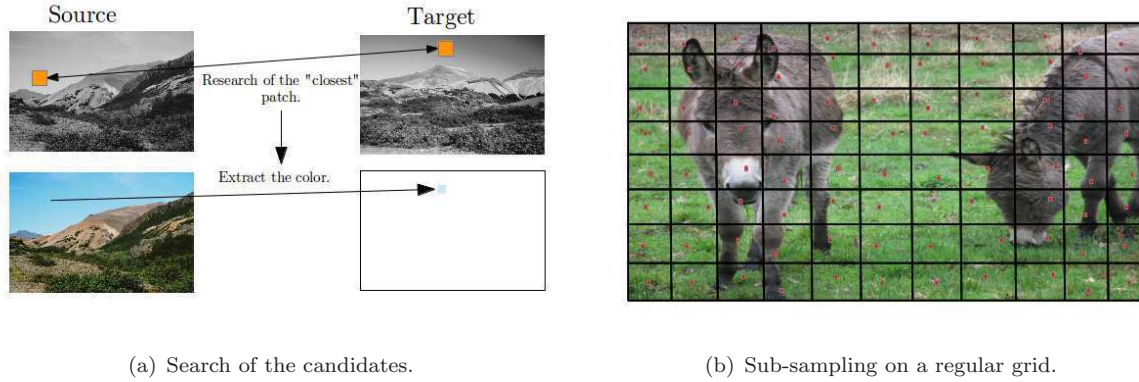 Source
Target
Research of the "closest"
patch.
Extract the color.
(a) Search of the candidates.
(b) Sub-sampling on a regular grid.